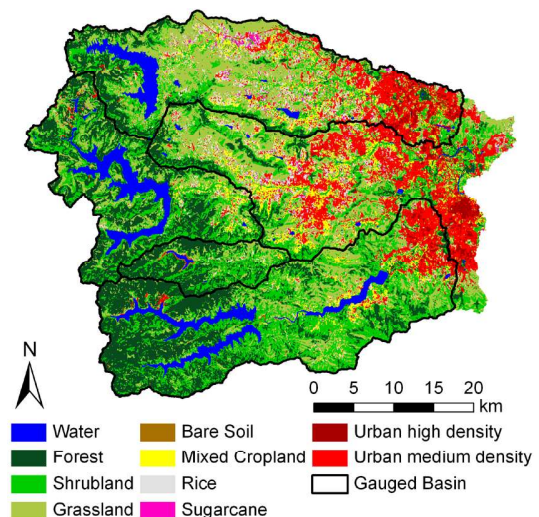 N
0 5 10 15 20
km
Water
Bare Soil
Urban high density
Forest
Mixed Cropland
Urban medium density
Shrubland
Rice
Gauged Basin
Grassland
Sugarcane